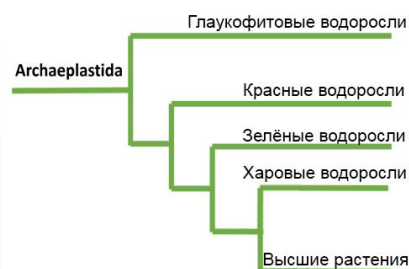 Глаукофитовые водоросли
Archaeplastida
Красные водоросли
Зелёные водоросли
Харовые водоросли
Высшие растения